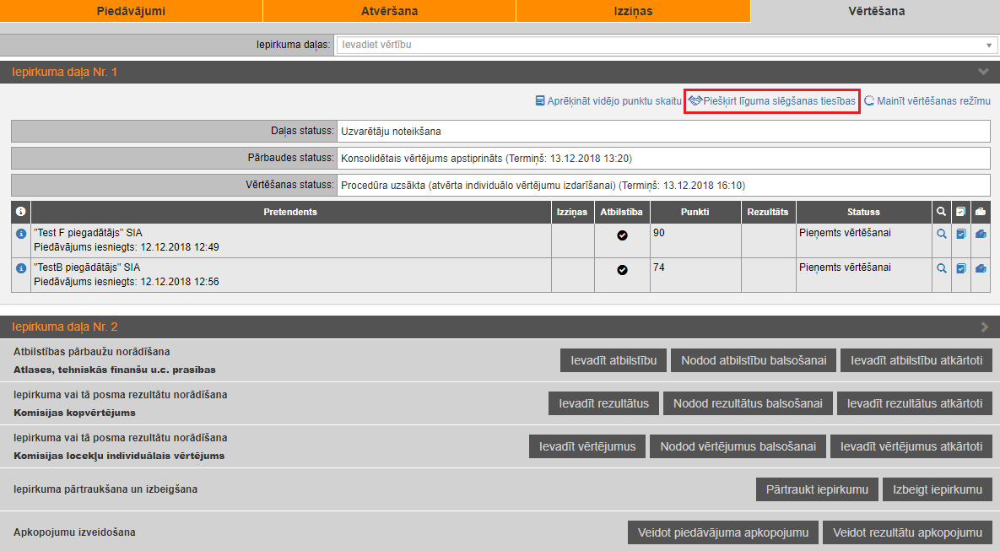 Piedāvājumi Atvēršana Izziņas Vērtēšana
Iepirkuma daļas: Ievadiet vērtību
Iepirkuma daļa Nr. 1
Aprēķināt vidējo punktu skaitu Piešķirt līguma slēgšanas tiesības Mainīt vērtēšanas režīmu
Daļas statuss: Uzvarētāju noteikšana
Pārbaudes statuss: Konsolidētais vērtējums apstiprināts (Termiņš: 13.12.2018 13:20)
Vērtēšanas statuss: Procedūra uzsākta (atvērta individuālo vērtējumu izdarīšanai) (Termiņš: 13.12.2018 16:10)
Pretendents Izziņas Atbilstība Punkti Rezultāts Statuss
"Test F piegadātājs" SIA 90 Pieņemts vērtēšanai
Piedāvājums iesniegts: 12.12.2018 12:49
"TestB piegādātājs" SIA 74 Pieņemts vērtēšanai
Piedāvājums iesniegts: 12.12.2018 12:56
Iepirkuma daļa Nr. 2
Atbilstības pārbaužu norādīšana
Atlases, tehniskās finanšu u.c. prasības
Ievadīt atbilstību Nodod atbilstību balsošanai Ievadīt atbilstību atkārtoti
Iepirkuma vai tā posma rezultātu norādīšana
Komisijas kopvērtējums
Ievadīt rezultātus Nodod rezultātus balsošanai Ievadīt rezultātus atkārtoti
Iepirkuma vai tā posma rezultātu norādīšana
Komisijas locekļu individuālais vērtējums
Ievadīt vērtējumus Nodod vērtējumus balsošanai Ievadīt vērtējumus atkārtoti
Iepirkuma pārtraukšana un izbeigšana
Pārtraukt iepirkumu Izbeigt iepirkumu
Apkopojumu izveidošana
Veidot piedāvājuma apkopojumu Veidot rezultātu apkopojumu